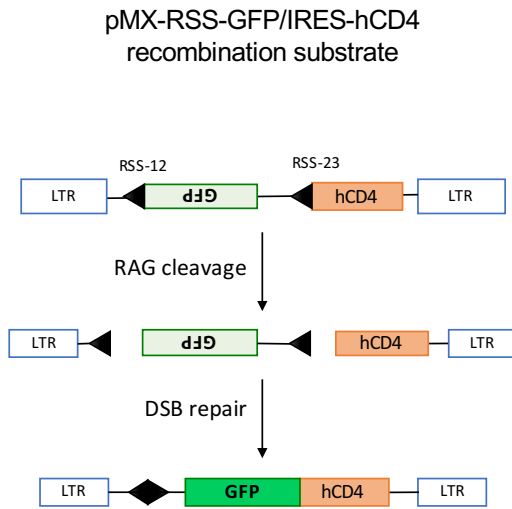 pMX-RSS-GFP/IRES-hCD4
recombination substrate
RSS-12 RSS-23
LTR GFP hCD4 LTR
RAG cleavage
LTR GFP hCD4 LTR
DSB repair
LTR GFP hCD4 LTR